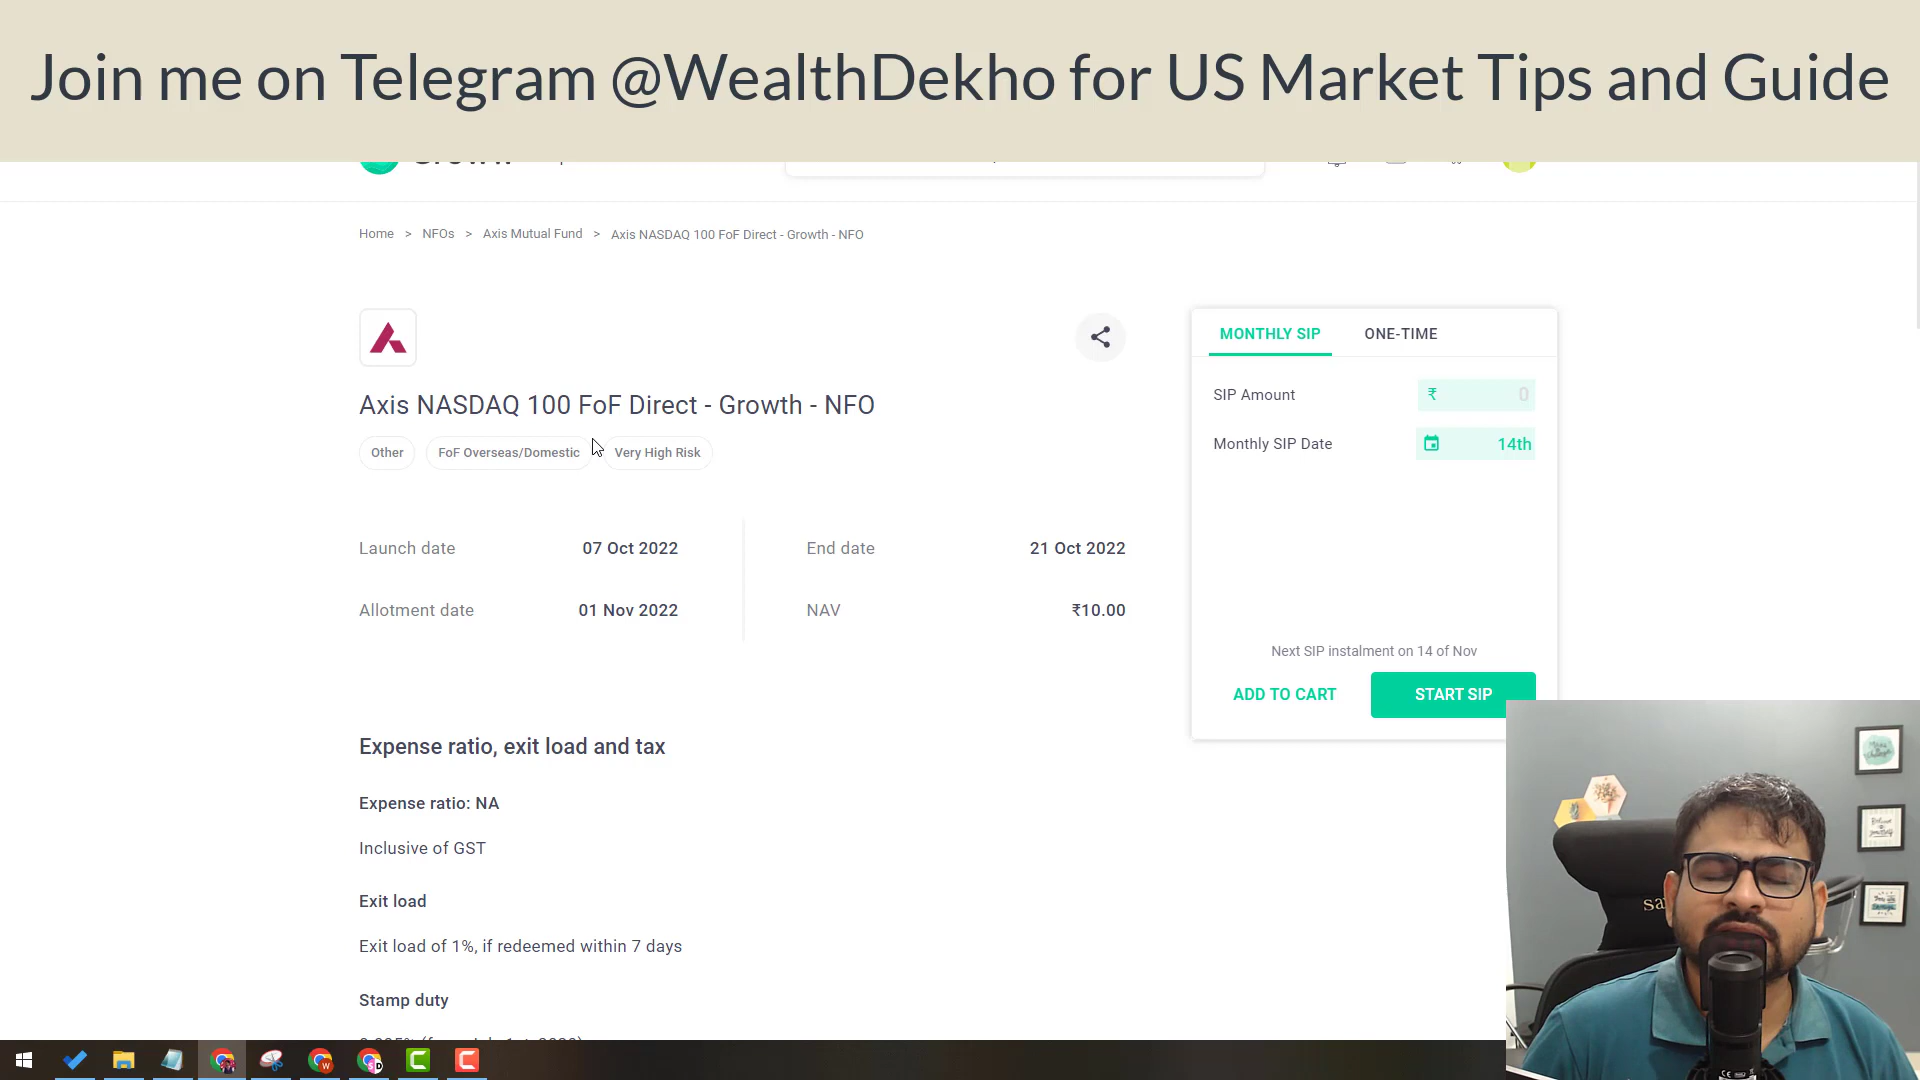 Join me on Telegram @WealthDekho for US Market Tips and Guide
Home > NFOs > Axis Mutual Fund > Axis NASDAQ 100 FoF Direct - Growth - NFO
Axis NASDAQ 100 FoF Direct - Growth - NFO
Other FoF Overseas/Domestic Very High Risk
Launch date 07 Oct 2022 End date 21 Oct 2022
Allotment date 01 Nov 2022 NAV ₹10.00
MONTHLY SIP ONE-TIME
SIP Amount ₹ 0
Monthly SIP Date 14th
Next SIP instalment on 14 of Nov
ADD TO CART START SIP
Expense ratio, exit load and tax
Expense ratio: NA
Inclusive of GST
Exit load
Exit load of 1%, if redeemed within 7 days
Stamp duty